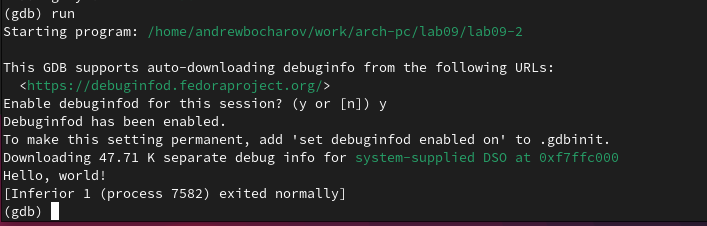 (gdb) run
Starting program: /home/andrewbocharov/work/arch-pc/lab09/lab09-2
This GDB supports auto-downloading debuginfo from the following URLs:
<https://debuginfod.fedoraproject.org/>
Enable debuginfod for this session? (y or [n]) y
Debuginfod has been enabled.
To make this setting permanent, add 'set debuginfod enabled on' to .gdbinit.
Downloading 47.71 K separate debug info for system-supplied DSO at 0xf7ffc000
Hello, world!
[Inferior 1 (process 7582) exited normally]
(gdb)